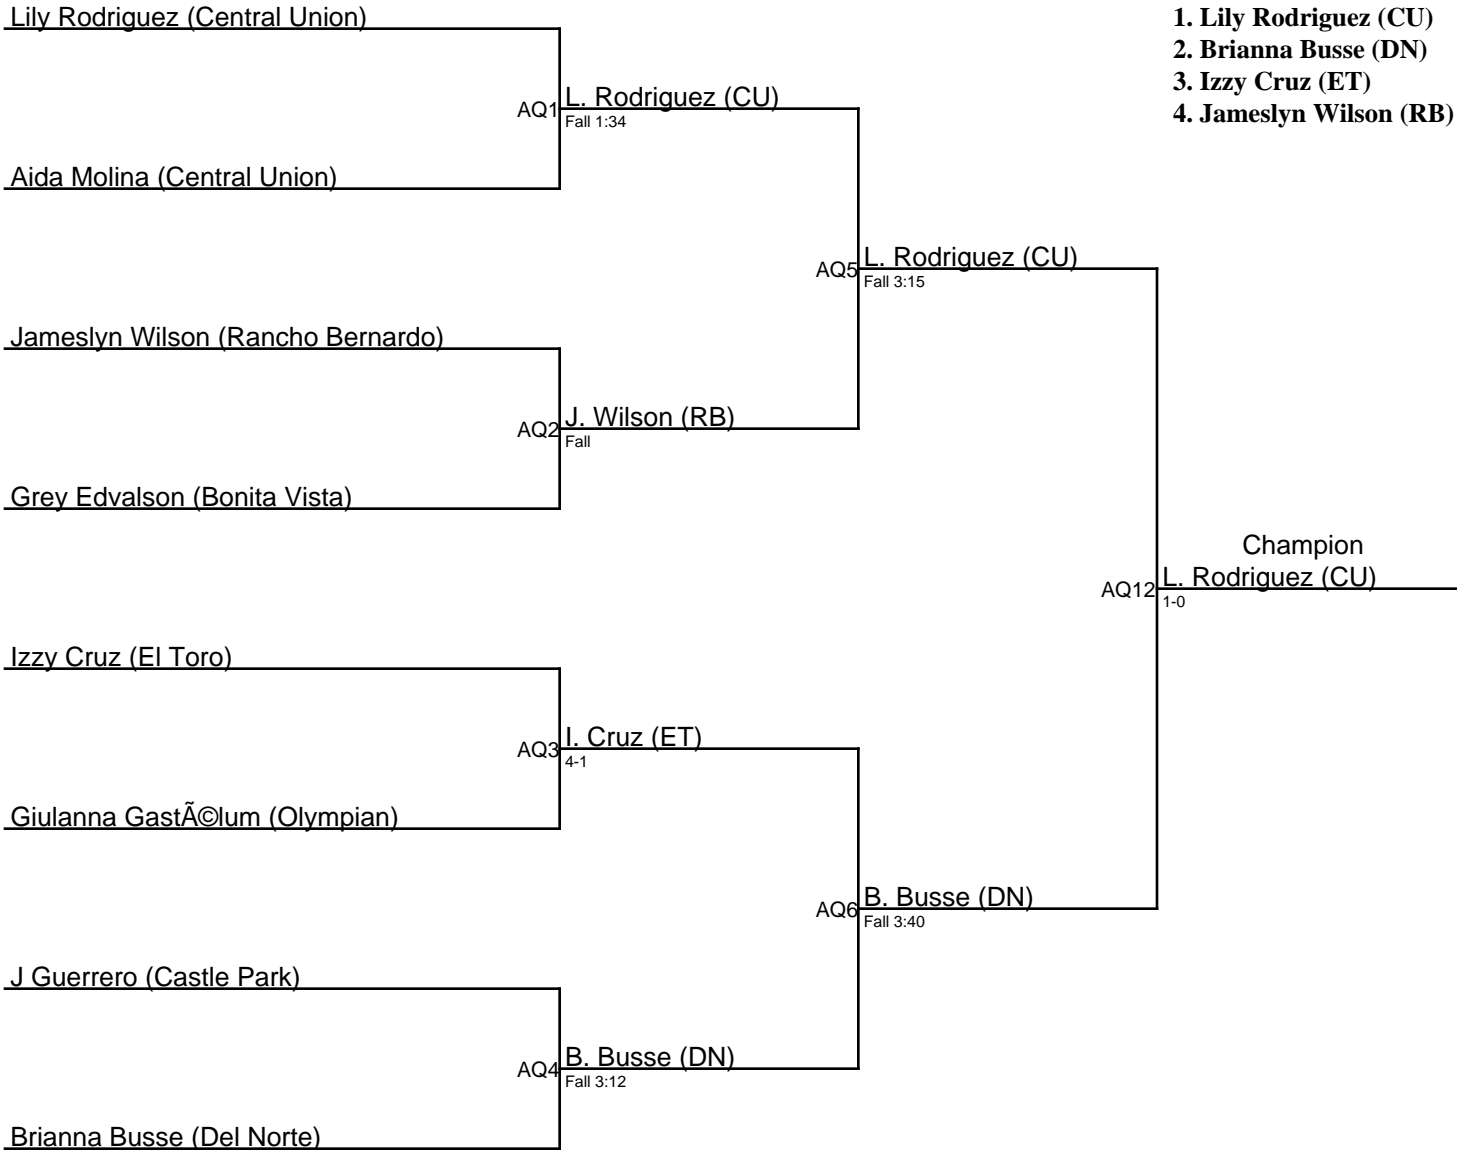 Lily Rodriguez (Central Union)
1. Lily Rodriguez (CU)
2. Brianna Busse (DN)
3. Izzy Cruz (ET)
4. Jameslyn Wilson (RB)
AQ1
L. Rodriguez (CU)
Fall 1:34
Aida Molina (Central Union)
AQ5
L. Rodriguez (CU)
Fall 3:15
Jameslyn Wilson (Rancho Bernardo)
AQ2
J. Wilson (RB)
Fall
Grey Edvalson (Bonita Vista)
Champion
AQ12
L. Rodriguez (CU)
1-0
Izzy Cruz (El Toro)
AQ3
I. Cruz (ET)
4-1
Giulanna GastÃ©lum (Olympian)
AQ6
B. Busse (DN)
Fall 3:40
J Guerrero (Castle Park)
AQ4
B. Busse (DN)
Fall 3:12
Brianna Busse (Del Norte)